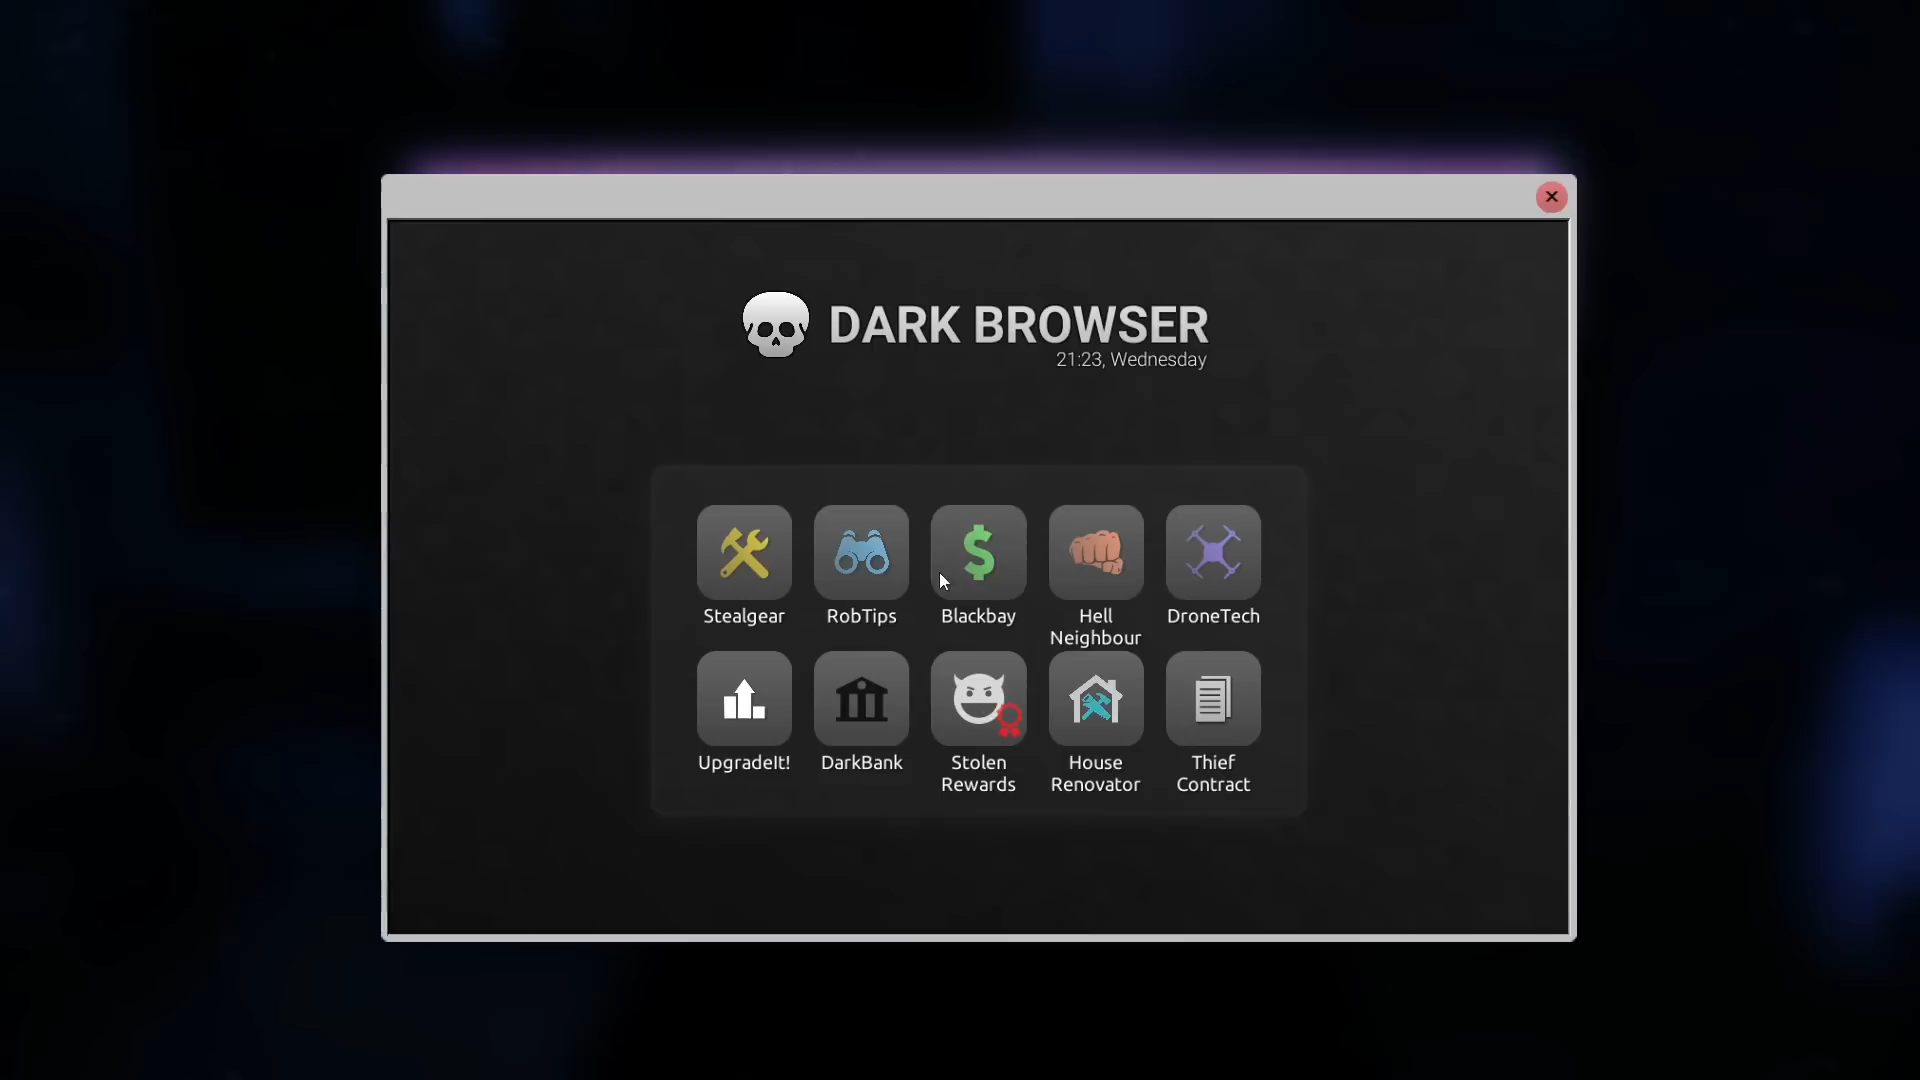 DARK BROWSER
21:23, Wednesday
Stealgear
RobTips
Blackbay
Hell
Neighbour
DroneTech
UpgradeIt!
DarkBank
Stolen
Rewards
House
Renovator
Thief
Contract